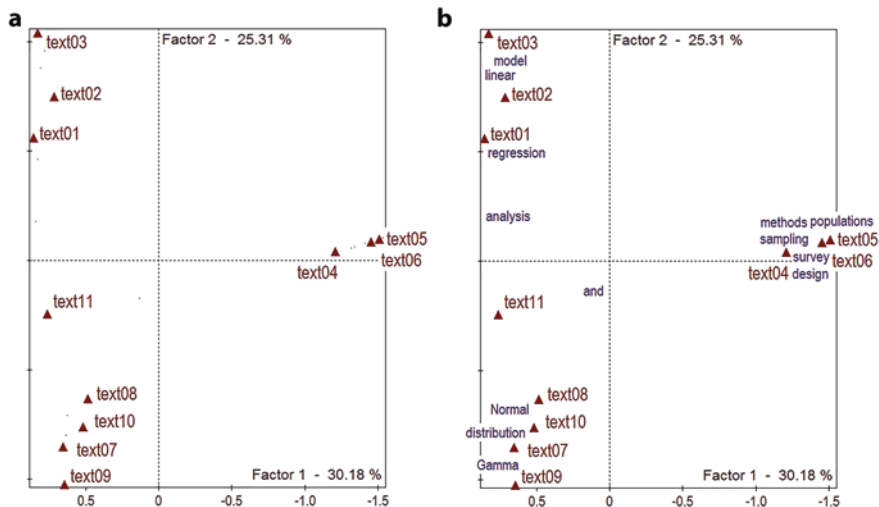 a
Factor 2 - 25.31 %
text03
text02
text01
text05
text06
text04
text11
text08
text10
text07
text09
Factor 1 - 30.18 %
0.5 0 -0.5 -1.0 -1.5
b
Factor 2 - 25.31 %
text03
model
linear
text02
text01
regression
analysis
methods populations
sampling
text05
survey
text06
text04
design
and
text11
text08
Normal
text10
distribution
text07
Gamma
text09
Factor 1 - 30.18 %
0.5 0 -0.5 -1.0 -1.5